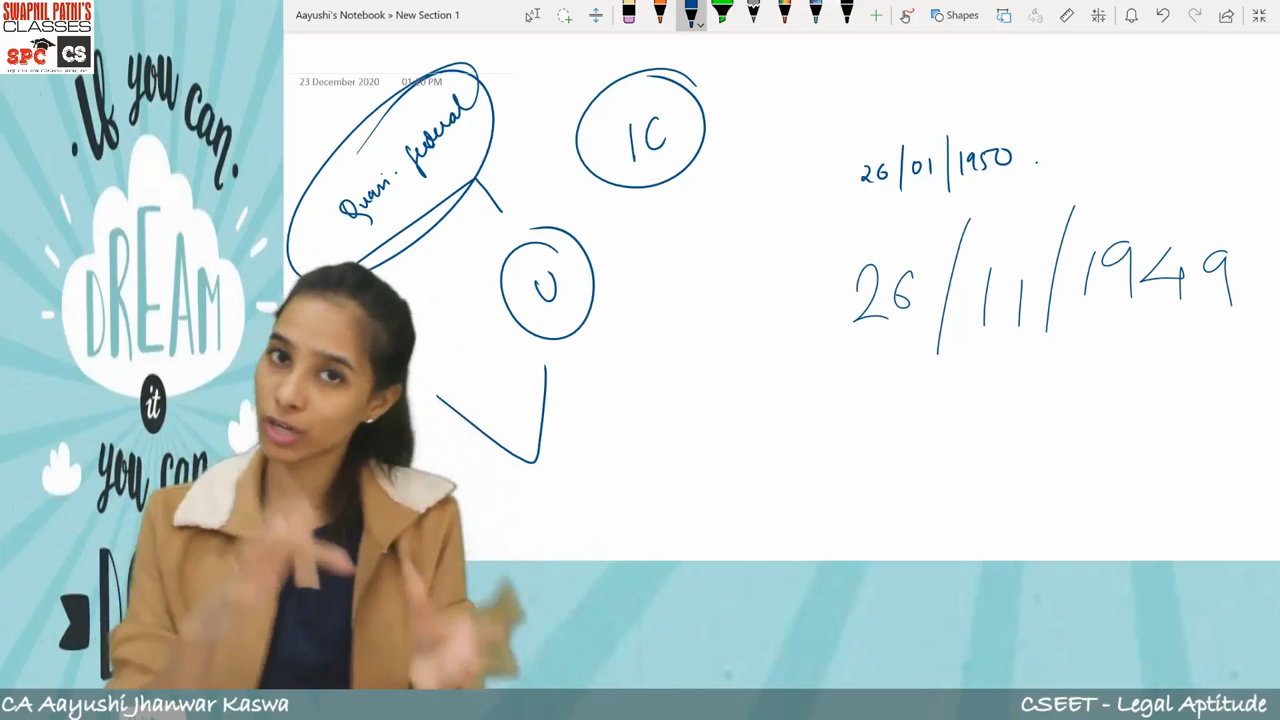 SWAPNIL PATNI'S
CLASSES
SPC CS
Aayushi's Notebook » New Section 1
Shapes
23 December 2020
PM
Quasi. federal
IC
U
26/01/1950.
26/11/1949
If you can
DREAM
it
you can
D
CA Aayushi Jhanwar Kaswa
CSEET - Legal Aptitude